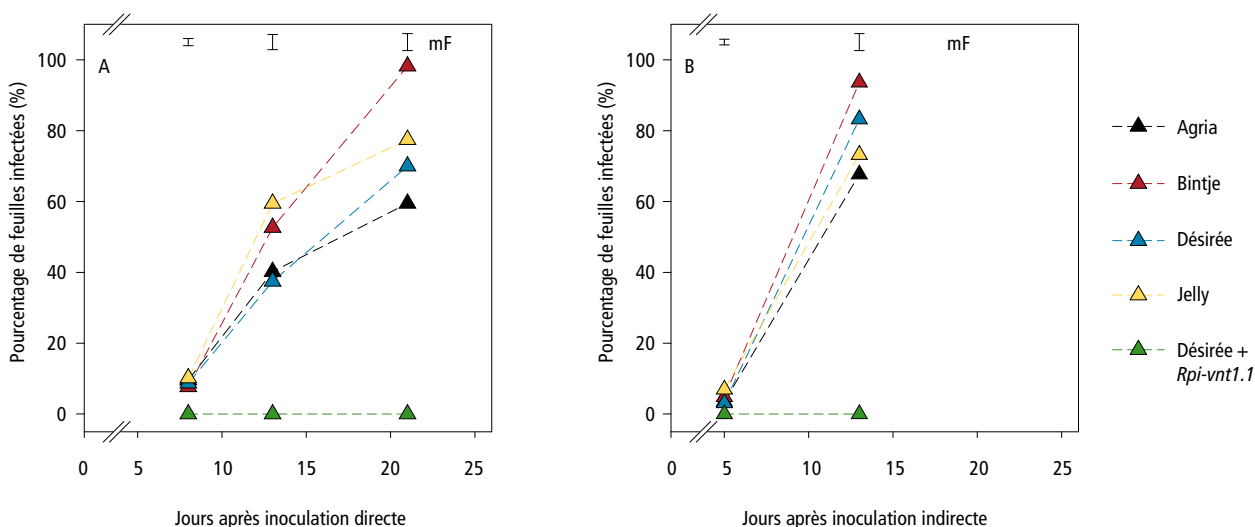 mF
A
Pourcentage de feuilles infectées (%)
100
80
60
40
20
0
0 5 10 15 20 25
Jours après inoculation directe
mF
B
Pourcentage de feuilles infectées (%)
100
80
60
40
20
0
0 5 10 15 20 25
Jours après inoculation indirecte
Agria
Bintje
Désirée
Jelly
Désirée +
Rpi-vnt1.1